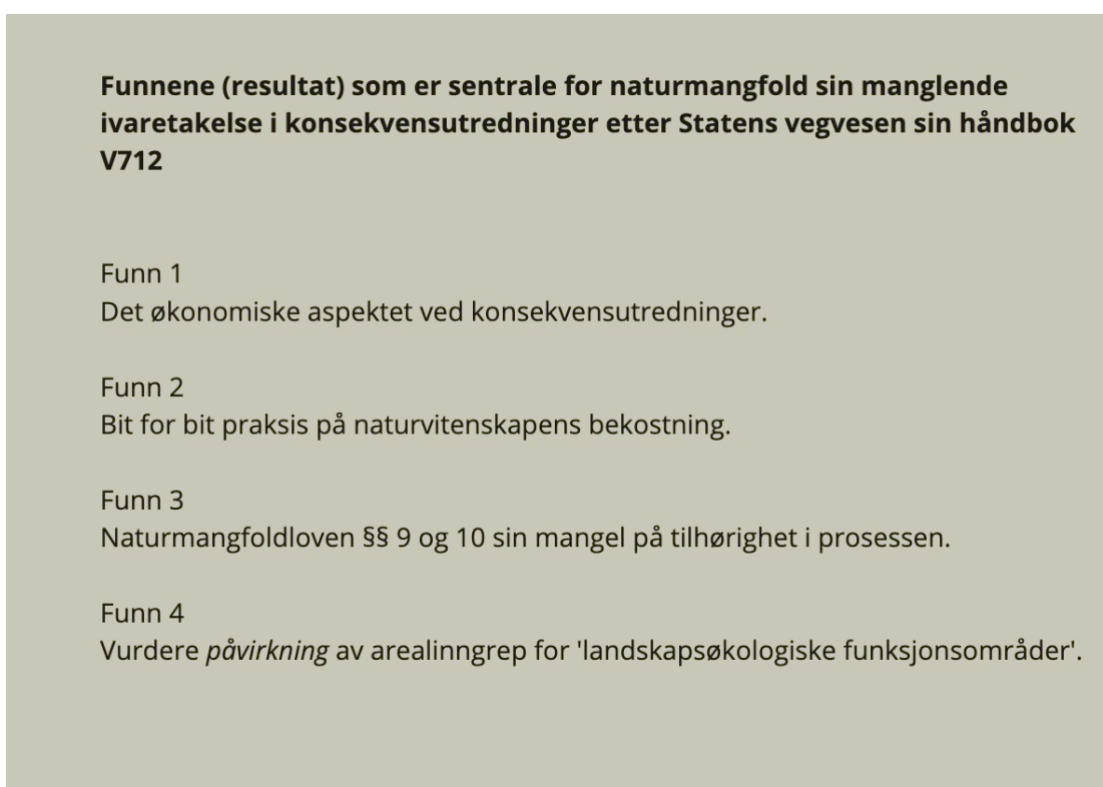 Funnene (resultat) som er sentrale for naturmangfold sin manglende
ivaretakelse i konsekvensutredninger etter Statens vegvesen sin håndbok
V712
Funn 1
Det økonomiske aspektet ved konsekvensutredninger.
Funn 2
Bit for bit praksis på naturvitenskapens bekostning.
Funn 3
Naturmangfoldloven §§ 9 og 10 sin mangel på tilhørighet i prosessen.
Funn 4
Vurdere påvirkning av arealinngrep for 'landskapsøkologiske funksjonsområder'.